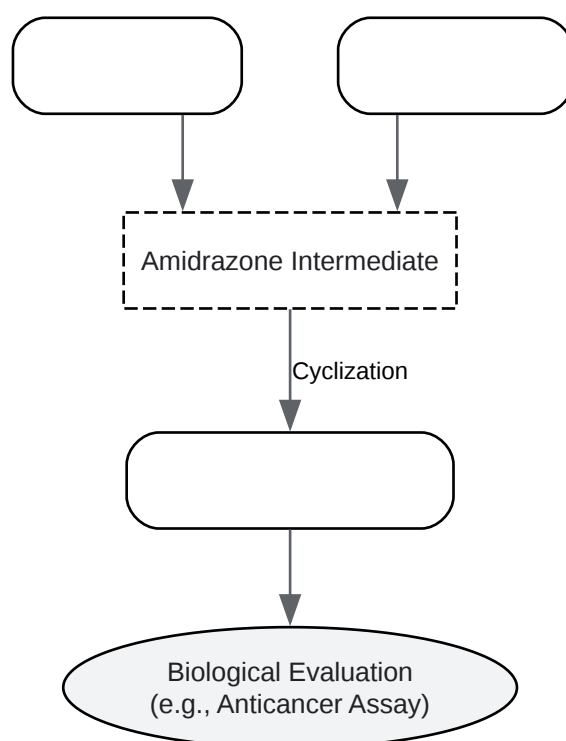 Amidrazone Intermediate
Cyclization
Biological Evaluation
(e.g., Anticancer Assay)